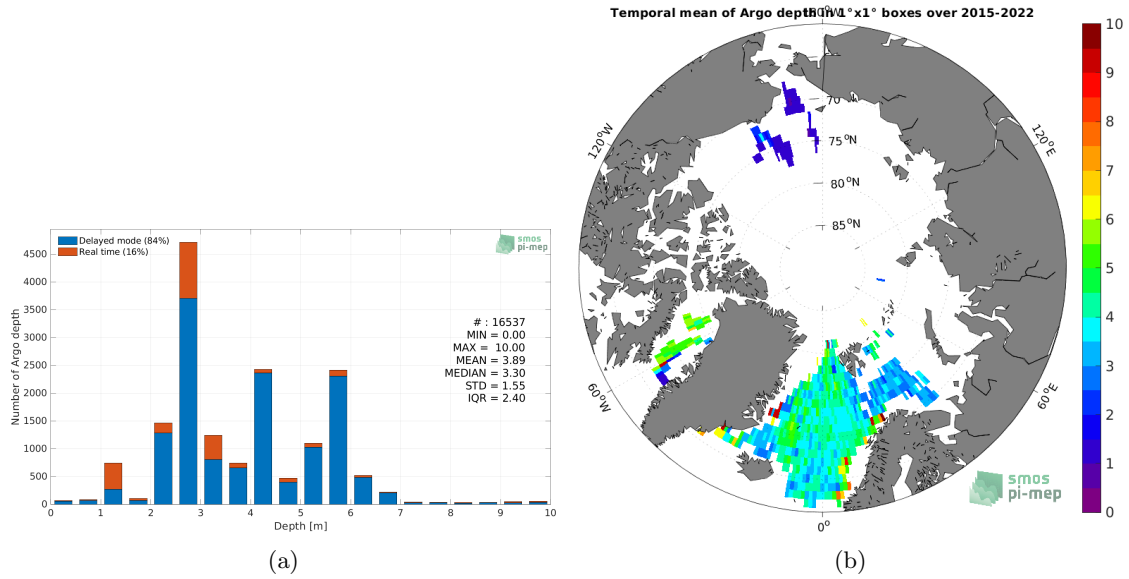 Delayed mode (84%)
Real time (16%)
smos
pi-mep
# : 16537
MIN = 0.00
MAX = 10.00
MEAN = 3.89
MEDIAN = 3.30
STD = 1.55
IQR = 2.40
Number of Argo depth
4500
4000
3500
3000
2500
2000
1500
1000
500
0
0 1 2 3 4 5 6 7 8 9 10
Depth [m]
(a)
Temporal mean of Argo depth in 1°x1° boxes over 2015-2022
180°W
70°N
75°N
80°N
85°N
120°W
120°E
60°W
60°E
0°
smos
pi-mep
10
9
8
7
6
5
4
3
2
1
0
(b)